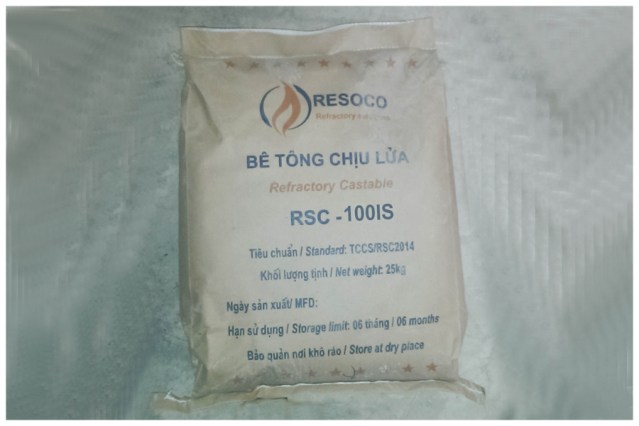 RESOCO
Refractory
BÊ TÔNG CHỊU LỬA
Refractory Castable
RSC -100IS
Tiêu chuẩn / Standard: TCCS/RSC2014
Khối lượng tịnh / Net weight: 25kg
Ngày sản xuất/ MFD:
Hạn sử dụng / Storage limit: 06 tháng / 06 months
Bảo quản nơi khô ráo / Store at dry place